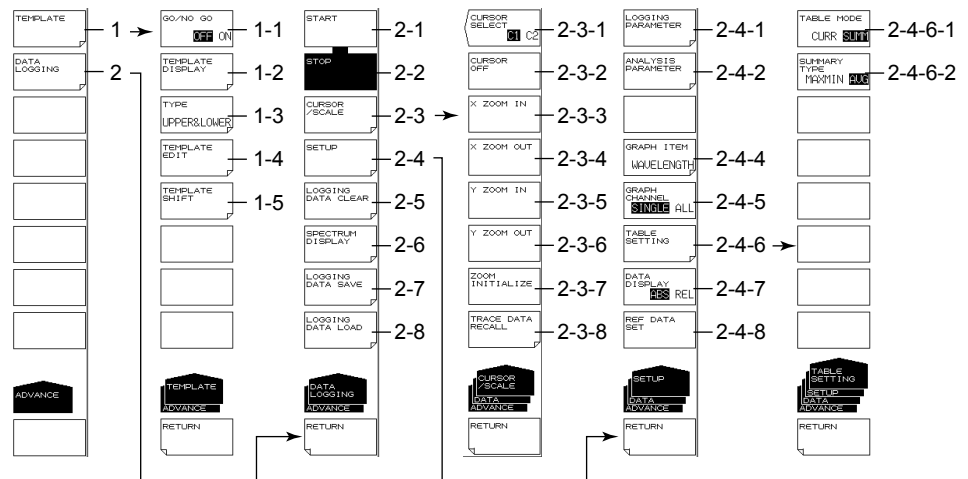 TEMPLATE
1
DATA
LOGGING
2
ADVANCE
GO/NO GO
OFF ON
1-1
TEMPLATE
DISPLAY
1-2
TYPE
UPPER&LOWER
1-3
TEMPLATE
EDIT
1-4
TEMPLATE
SHIFT
1-5
TEMPLATE
ADVANCE
RETURN
START
2-1
STOP
2-2
CURSOR
/SCALE
2-3
SETUP
2-4
LOGGING
DATA CLEAR
2-5
SPECTRUM
DISPLAY
2-6
LOGGING
DATA SAVE
2-7
LOGGING
DATA LOAD
2-8
DATA
LOGGING
ADVANCE
RETURN
CURSOR
SELECT
C1 C2
2-3-1
CURSOR
OFF
2-3-2
X ZOOM IN
2-3-3
X ZOOM OUT
2-3-4
Y ZOOM IN
2-3-5
Y ZOOM OUT
2-3-6
ZOOM
INITIALIZE
2-3-7
TRACE DATA
RECALL
2-3-8
CURSOR
/SCALE
DATA
ADVANCE
RETURN
LOGGING
PARAMETER
2-4-1
ANALYSIS
PARAMETER
2-4-2
GRAPH ITEM
WAVELENGTH
2-4-4
GRAPH
CHANNEL
SINGLE ALL
2-4-5
TABLE
SETTING
2-4-6
DATA
DISPLAY
ABS REL
2-4-7
REF DATA
SET
2-4-8
SETUP
DATA
ADVANCE
RETURN
TABLE MODE
CURR SUMM
2-4-6-1
SUMMARY
TYPE
MAXMIN AVG
2-4-6-2
TABLE
SETTING
SETUP
DATA
ADVANCE
RETURN